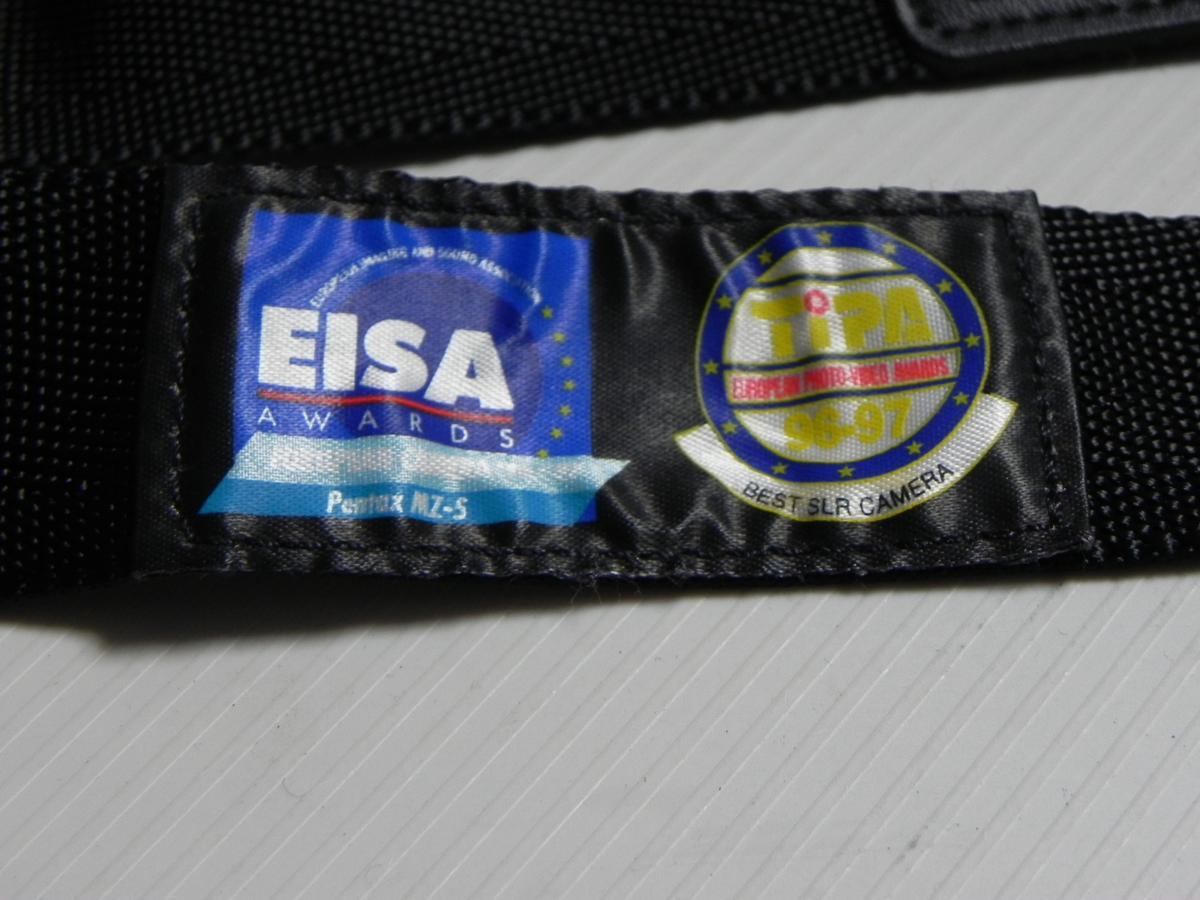 EUROPEAN IMAGING AND SOUND ASSOCIATION
EISA
AWARDS
Pentax MZ-5
TiPA
EUROPEAN PHOTO-VIDEO AWARDS
96-97
BEST SLR CAMERA